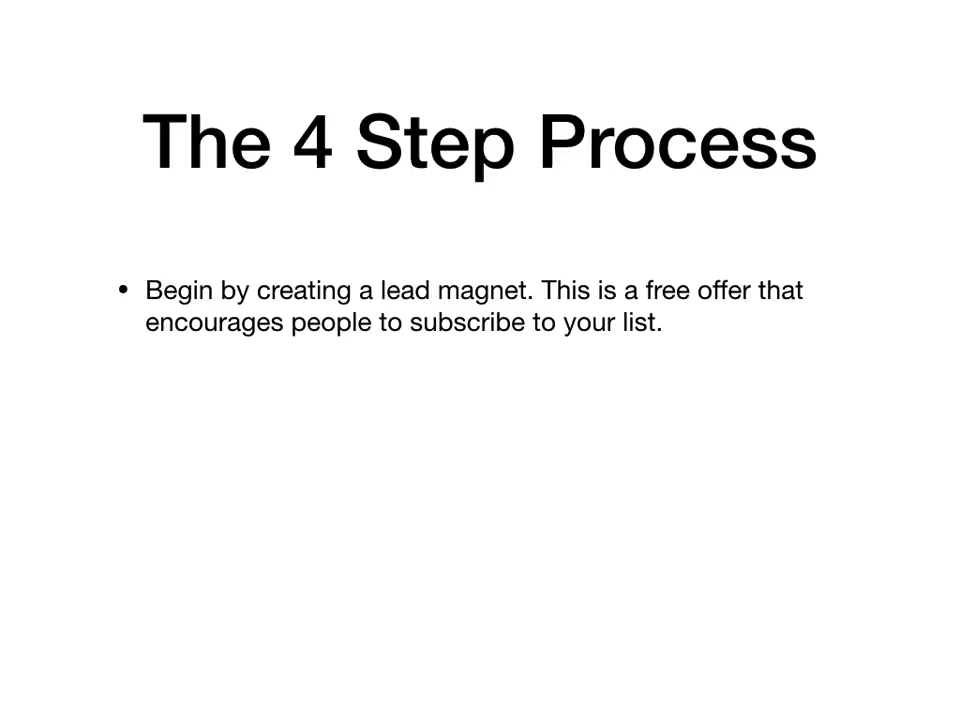 The 4 Step Process
• Begin by creating a lead magnet. This is a free offer that
encourages people to subscribe to your list.